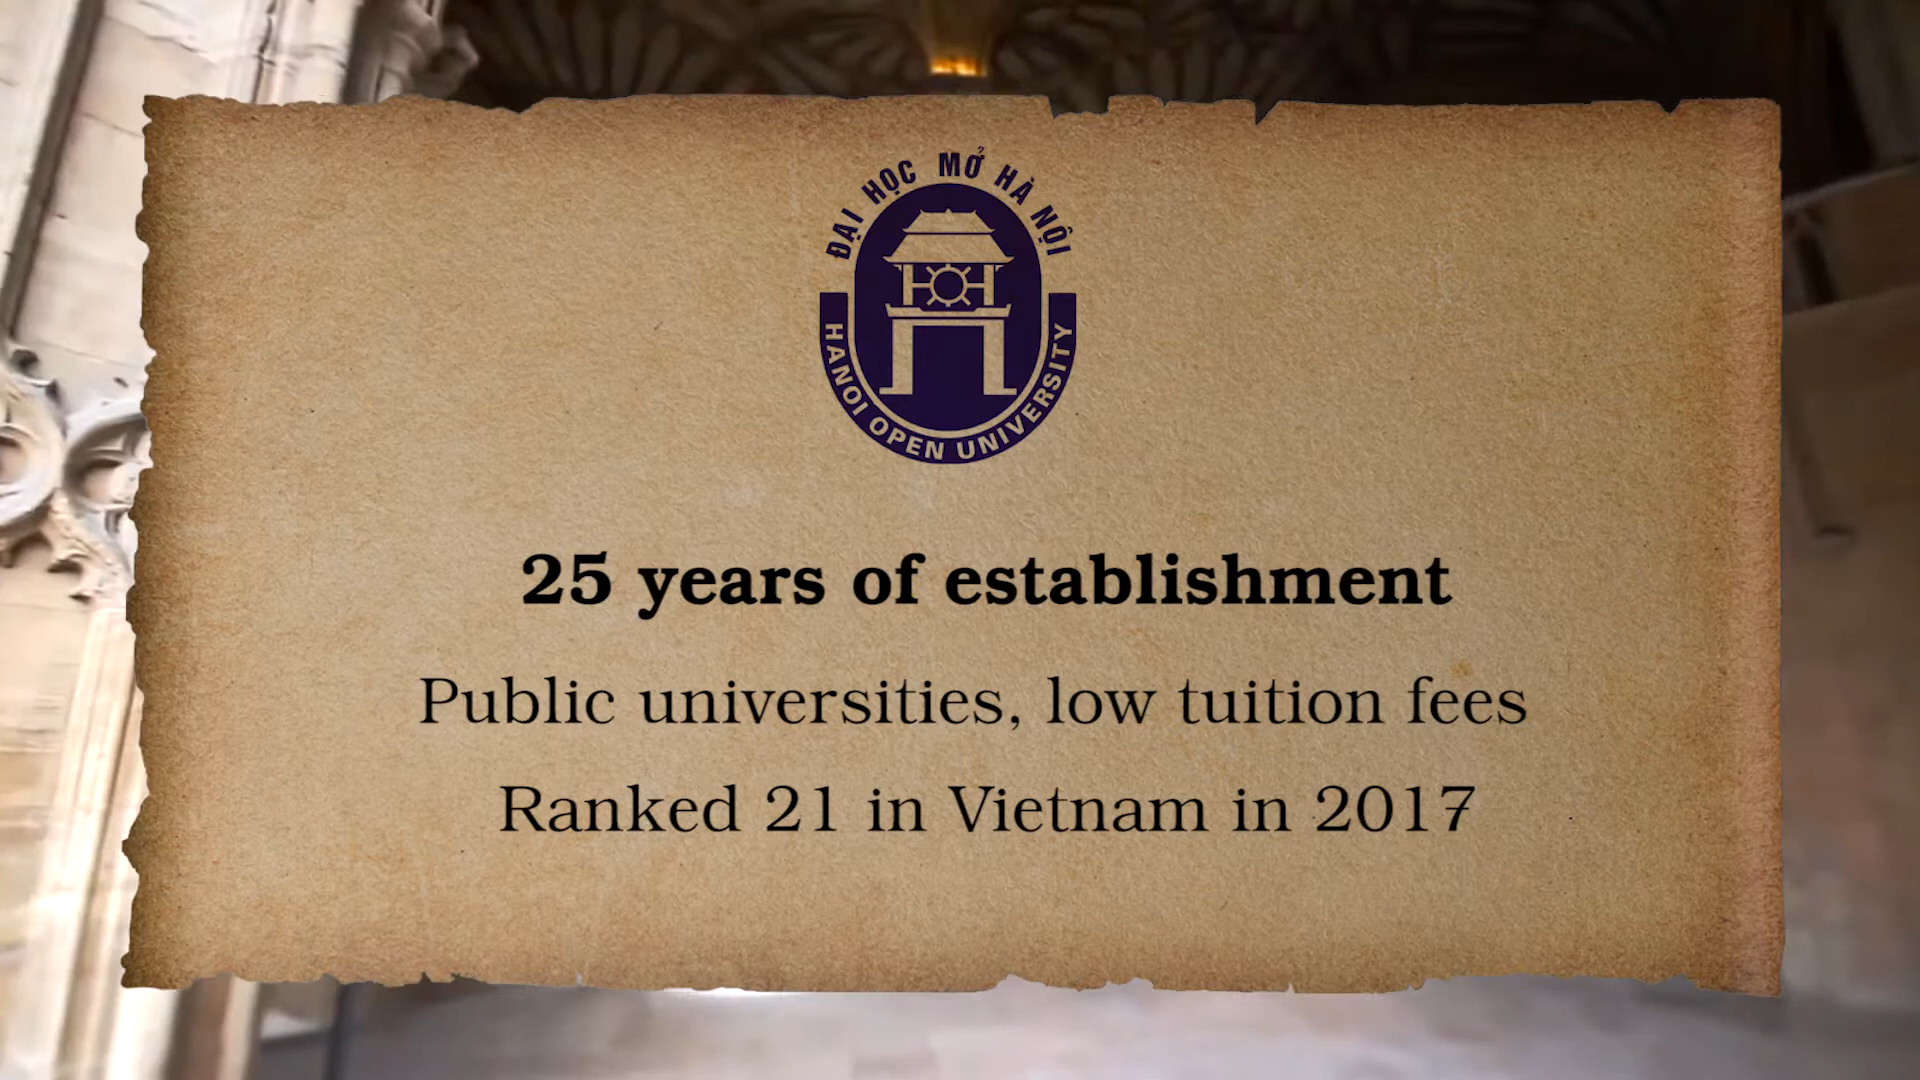 ĐẠI HỌC MỞ HÀ NỘI
HANOI OPEN UNIVERSITY
25 years of establishment
Public universities, low tuition fees
Ranked 21 in Vietnam in 2017